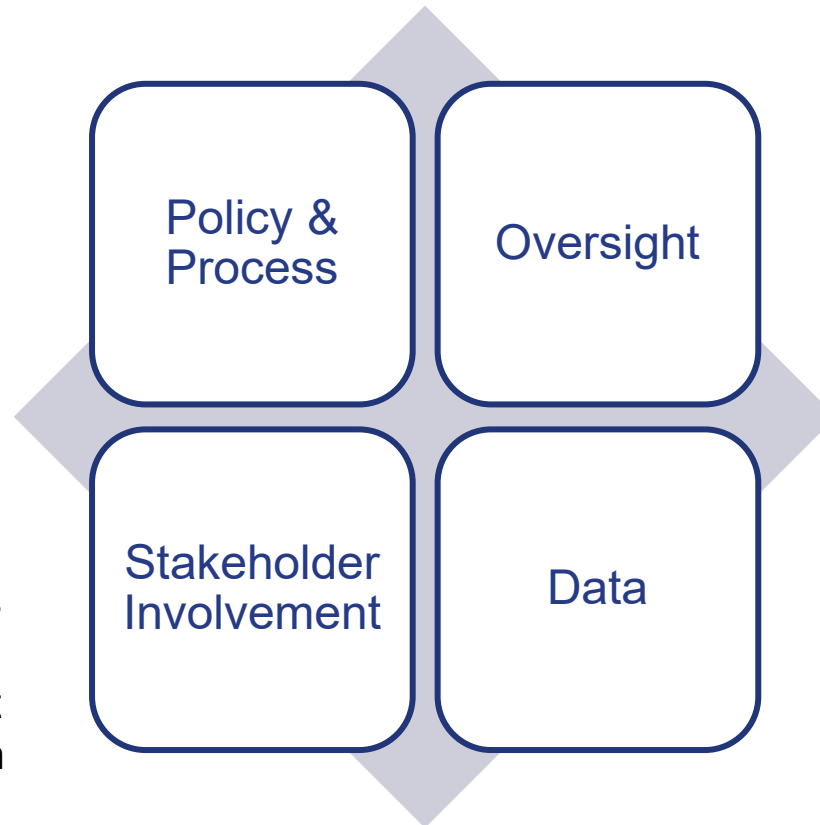 Policy &
Process
Oversight
Stakeholder
Involvement
Data